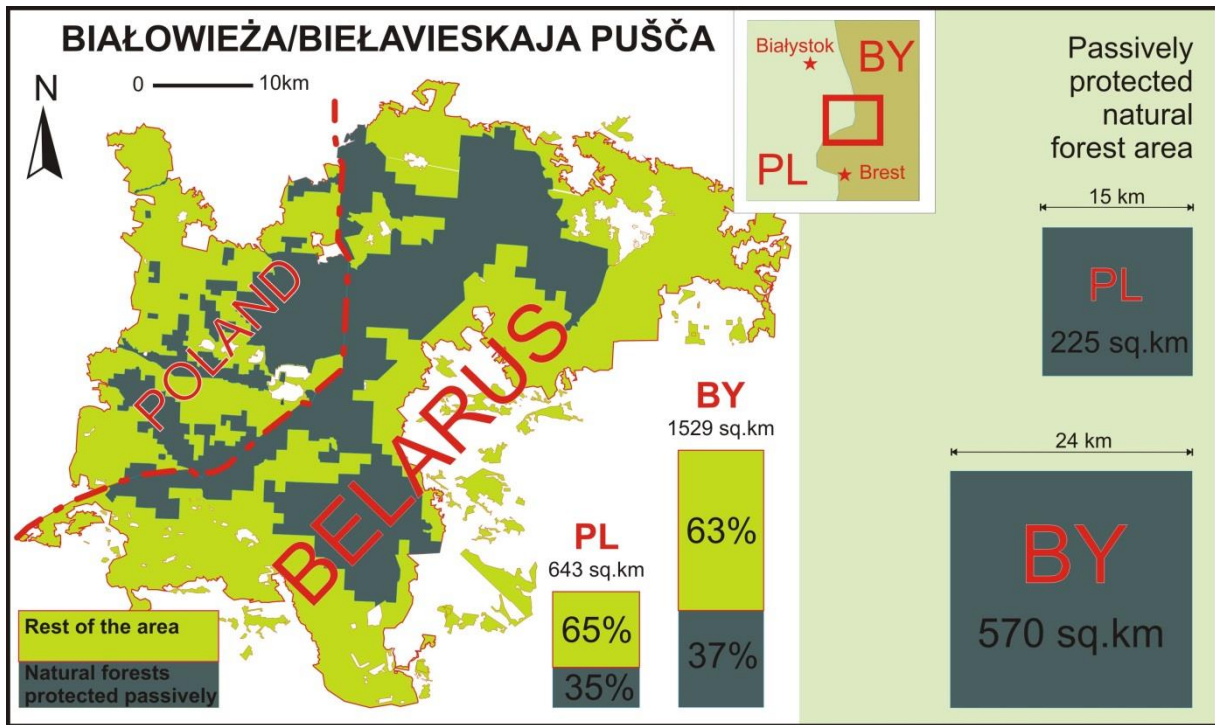 BIAŁOWIEŻA/BIEŁAVIESKAJA PUŠČA
N
0 10km
POLAND
BELARUS
Rest of the area
Natural forests
protected passively
PL
643 sq.km
65%
35%
BY
1529 sq.km
63%
37%
Białystok
BY
PL
Brest
Passively
protected
natural
forest area
15 km
PL
225 sq.km
24 km
BY
570 sq.km